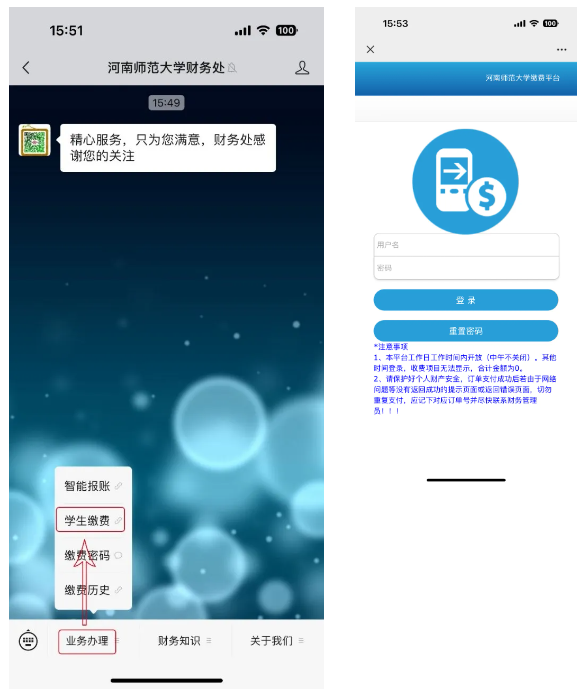 15:51
100
河南师范大学财务处
15:49
精心服务，只为您满意，财务处感
谢您的关注
智能报账
学生缴费
缴费密码
缴费历史
业务办理
财务知识
关于我们
15:53
100
河南师范大学缴费平台
用户名
密码
登 录
重置密码
*注意事项
1、本平台工作日工作时间内开放（中午不关闭）。其他
时间登录，收费项目无法显示，合计金额为0。
2、请保护好个人财产安全，订单支付成功后若由于网络
问题等没有返回成功的提示页面或返回错误页面，切勿
重复支付，应记下对应订单号并尽快联系财务管理
员！！！